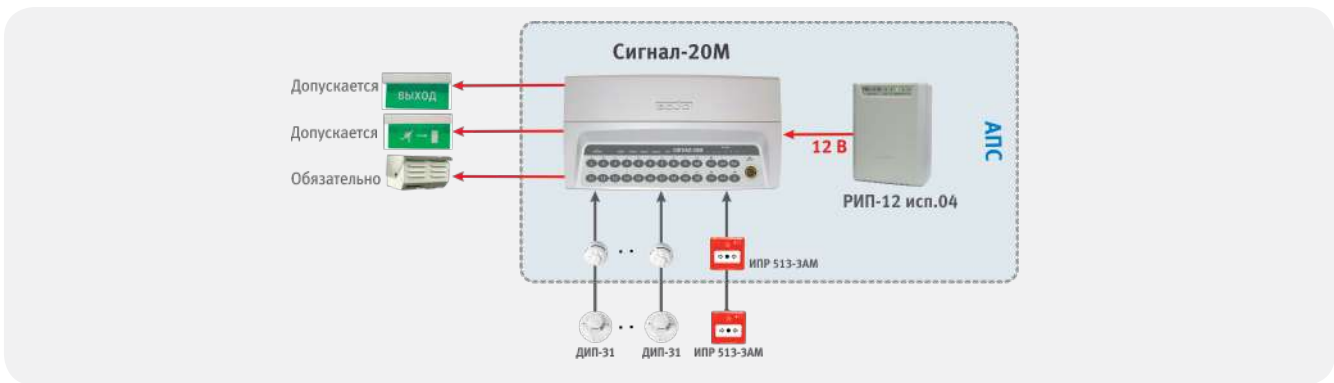 Сигнал-20М
Допускается
ВЫХОД
Допускается
12 В
АПС
Обязательно
РИП-12 исп.04
ИПР 513-3АМ
ДИП-31
ДИП-31
ИПР 513-3АМ